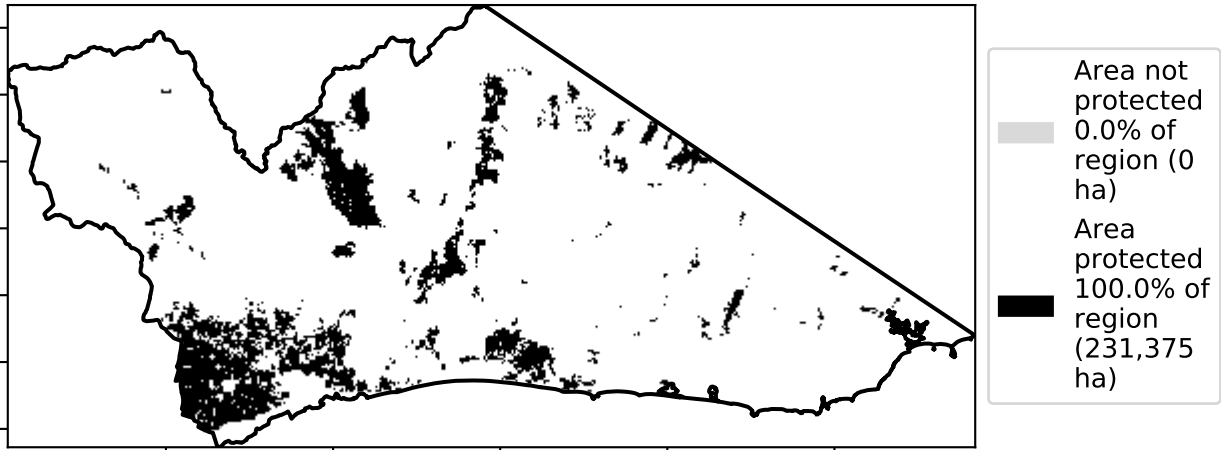 Area not
protected
0.0% of
region (0
ha)
Area
protected
100.0% of
region
(231,375
ha)